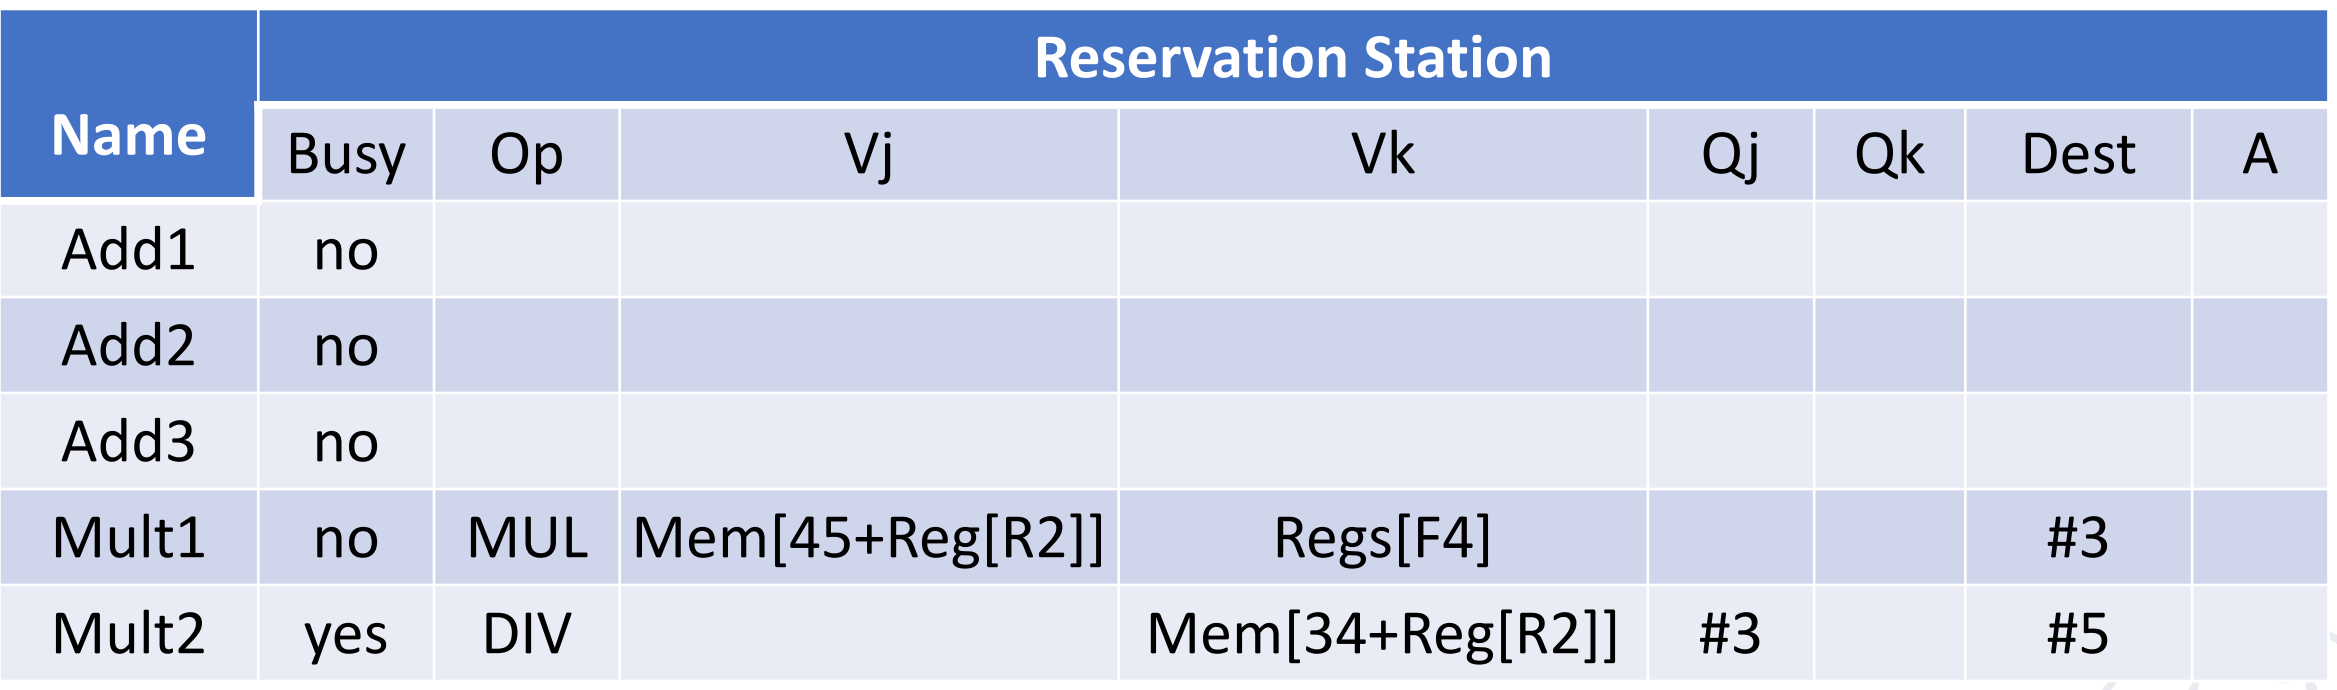 Reservation Station
Name Busy Op Vj Vk Qj Qk Dest A
Add1 no
Add2 no
Add3 no
Mult1 no MUL Mem[45+Reg[R2]] Regs[F4] #3
Mult2 yes DIV Mem[34+Reg[R2]] #3 #5